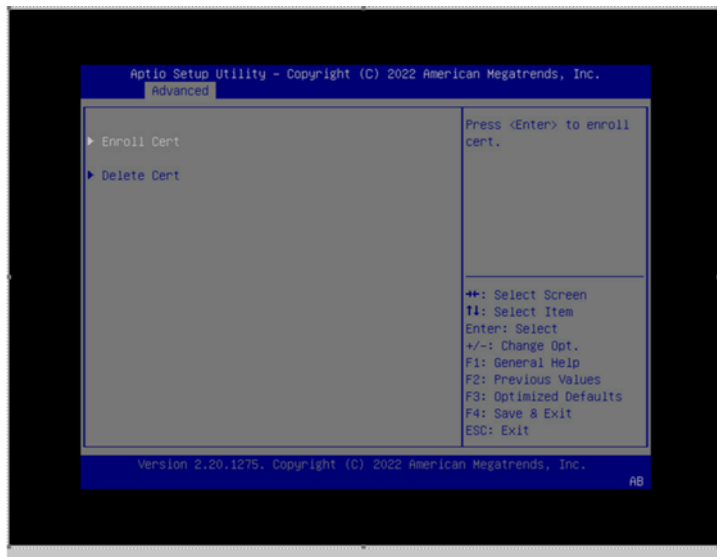 Aptio Setup Utility – Copyright (C) 2022 American Megatrends, Inc.
Advanced
▶ Enroll Cert
▶ Delete Cert
Press <Enter> to enroll
cert.
→←: Select Screen
↑↓: Select Item
Enter: Select
+/-: Change Opt.
F1: General Help
F2: Previous Values
F3: Optimized Defaults
F4: Save & Exit
ESC: Exit
Version 2.20.1275. Copyright (C) 2022 American Megatrends, Inc.
AB